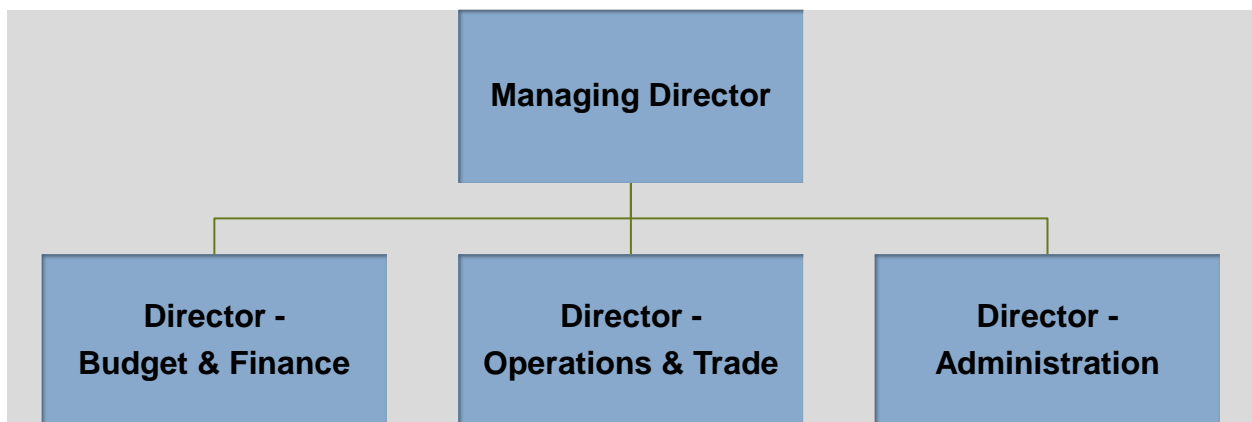 Managing Director
Director -
Budget & Finance
Director -
Operations & Trade
Director -
Administration